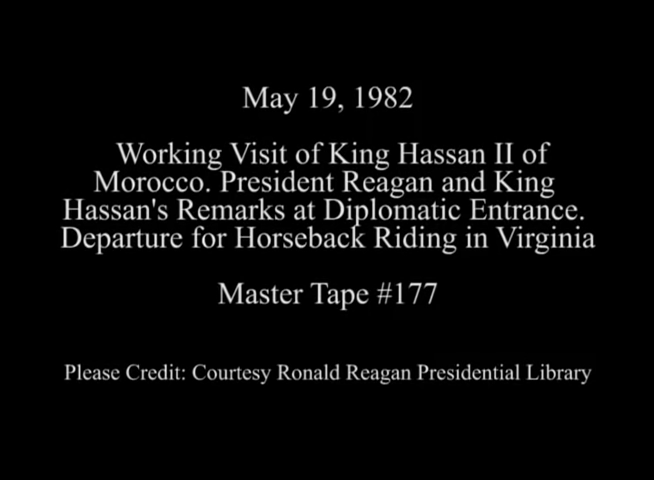 May 19, 1982
Working Visit of King Hassan II of
Morocco. President Reagan and King
Hassan's Remarks at Diplomatic Entrance.
Departure for Horseback Riding in Virginia
Master Tape #177
Please Credit: Courtesy Ronald Reagan Presidential Library